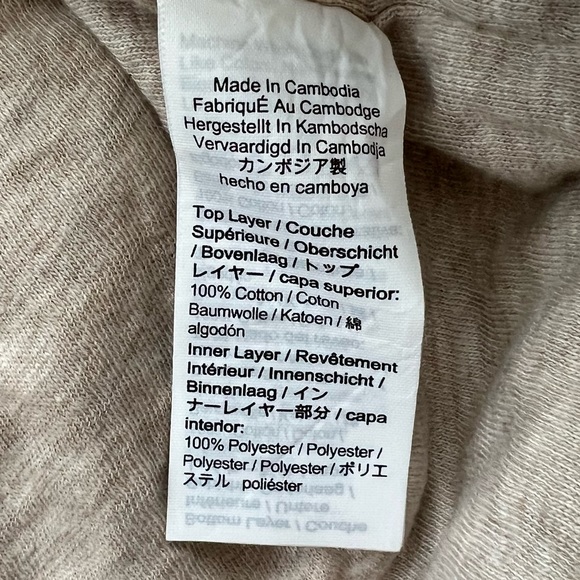 Made In Cambodia
FabriquÉ Au Cambodge
Hergestellt In Kambodscha
Vervaardigd In Cambodja
カンボジア製
hecho en camboya
Top Layer / Couche
Supérieure / Oberschicht
/ Bovenlaag / トップ
レイヤー / capa superior:
100% Cotton / Coton
Baumwolle / Katoen / 綿
algodón
Inner Layer / Revêtement
Intérieur / Innenschicht /
Binnenlaag / イン
ナーレイヤー部分 / capa
interior:
100% Polyester / Polyester /
Polyester / Polyester / ポリエ
ステル poliéster